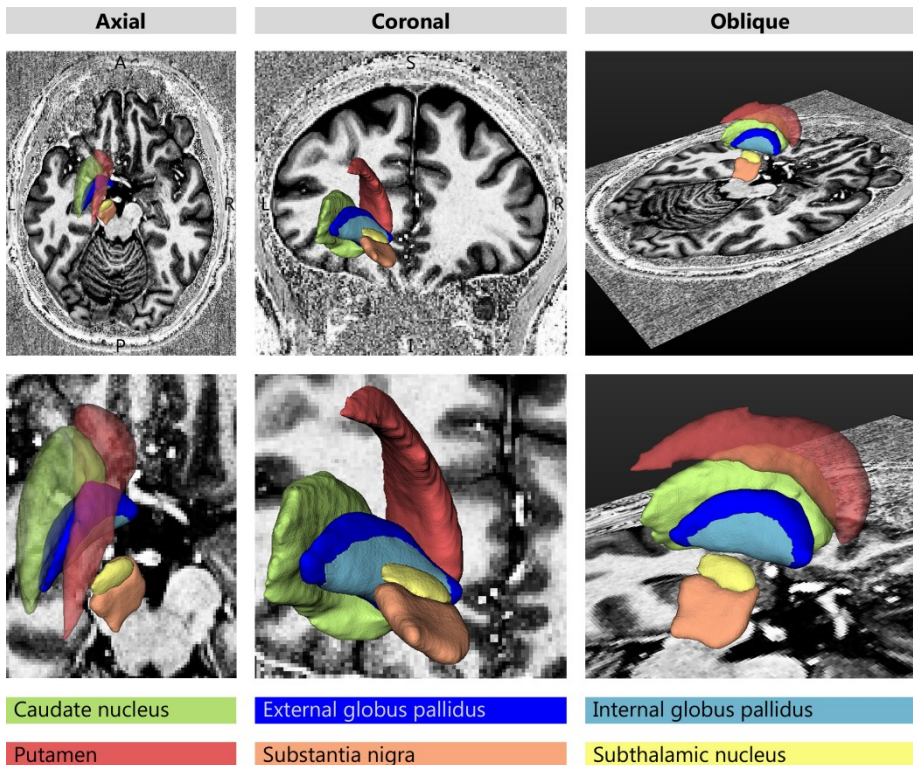 Axial Coronal Oblique
A S
L R L R
P I
Caudate nucleus External globus pallidus Internal globus pallidus
Putamen Substantia nigra Subthalamic nucleus